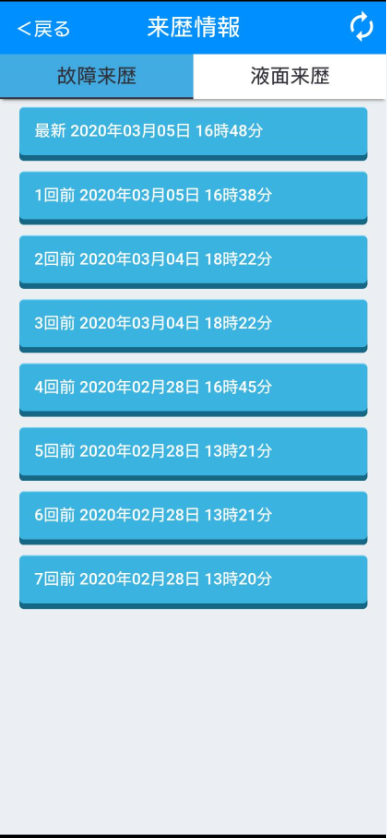 ＜戻る 来歴情報
故障来歴 液面来歴
最新 2020年03月05日 16時48分
1回前 2020年03月05日 16時38分
2回前 2020年03月04日 18時22分
3回前 2020年03月04日 18時22分
4回前 2020年02月28日 16時45分
5回前 2020年02月28日 13時21分
6回前 2020年02月28日 13時21分
7回前 2020年02月28日 13時20分